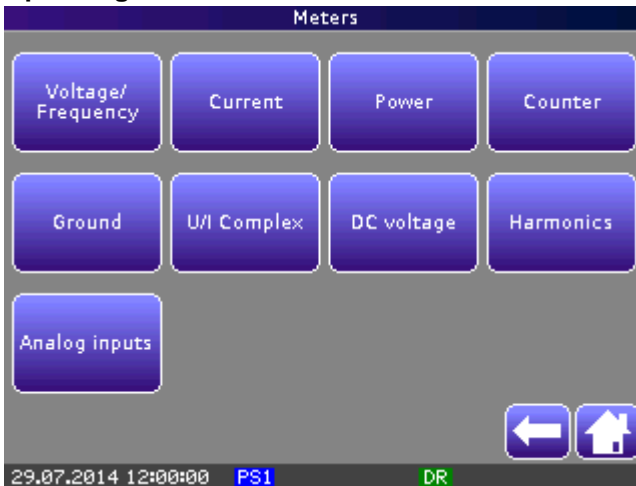 Meters
Voltage/
Frequency
Current
Power
Counter
Ground
U/I Complex
DC voltage
Harmonics
Analog inputs
29.07.2014 12:00:00 PS1 DR